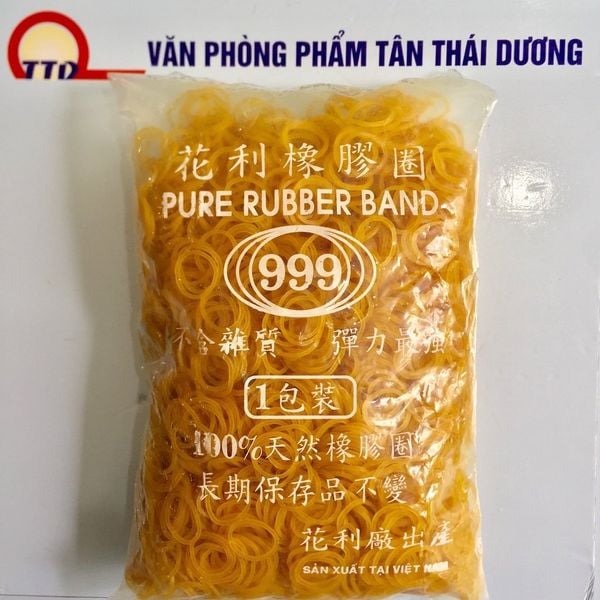 TTD
VĂN PHÒNG PHẨM TÂN THÁI DƯƠNG
花利橡膠圈
PURE RUBBER BAND
999
不含雜質 彈力最強
1包裝
100%天然橡膠圈
長期保存品不變
花利廠出產
SẢN XUẤT TẠI VIỆT NAM